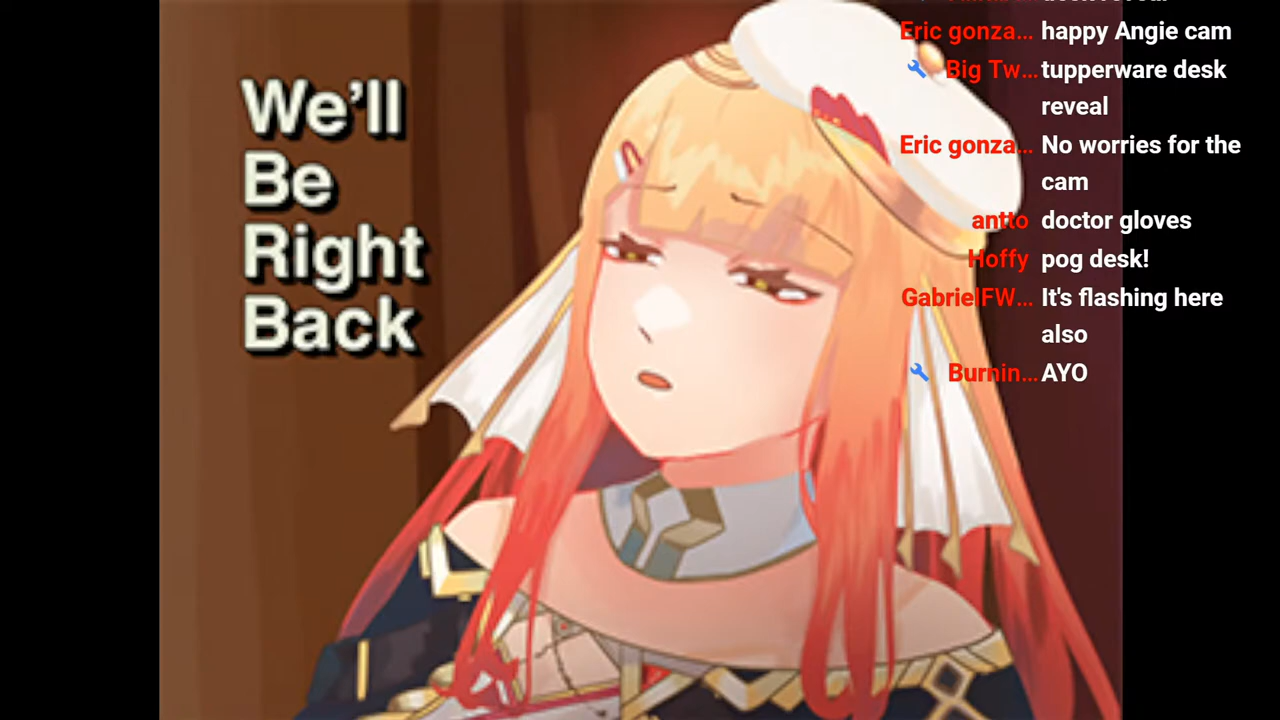 We'll
Be
Right
Back
Eric gonza... happy Angie cam
Big Tw... tupperware desk
reveal
Eric gonza... No worries for the
cam
antto doctor gloves
Hoffy pog desk!
GabrielFW... It's flashing here
also
Burnin... AYO